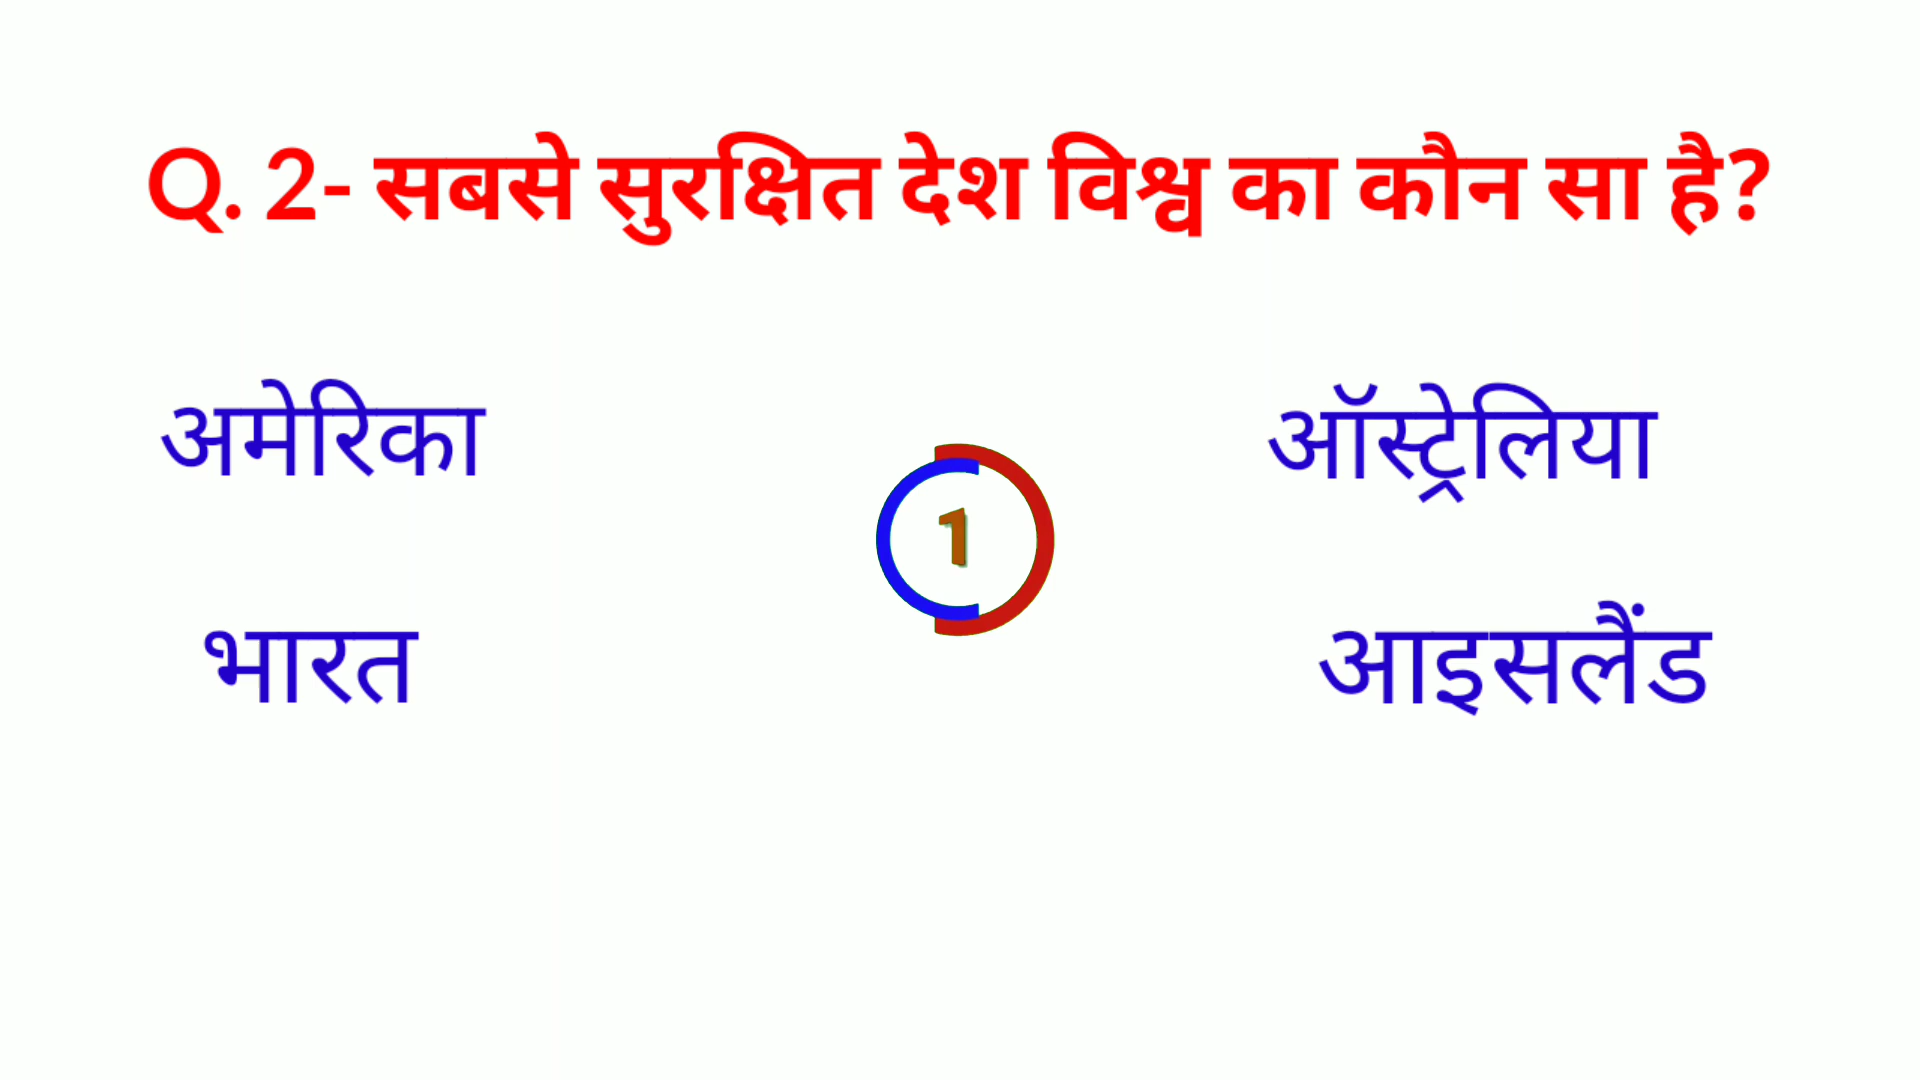 Q. 2- सबसे सुरक्षित देश विश्व का कौन सा है?
अमेरिका
ऑस्ट्रेलिया
1
भारत
आइसलैंड